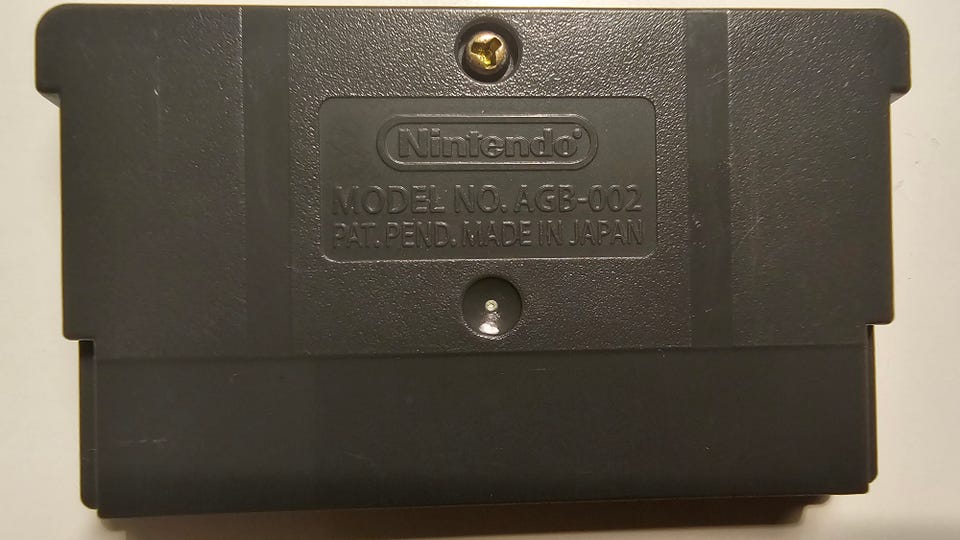 Nintendo®
MODEL NO. AGB-002
PAT. PEND. MADE IN JAPAN